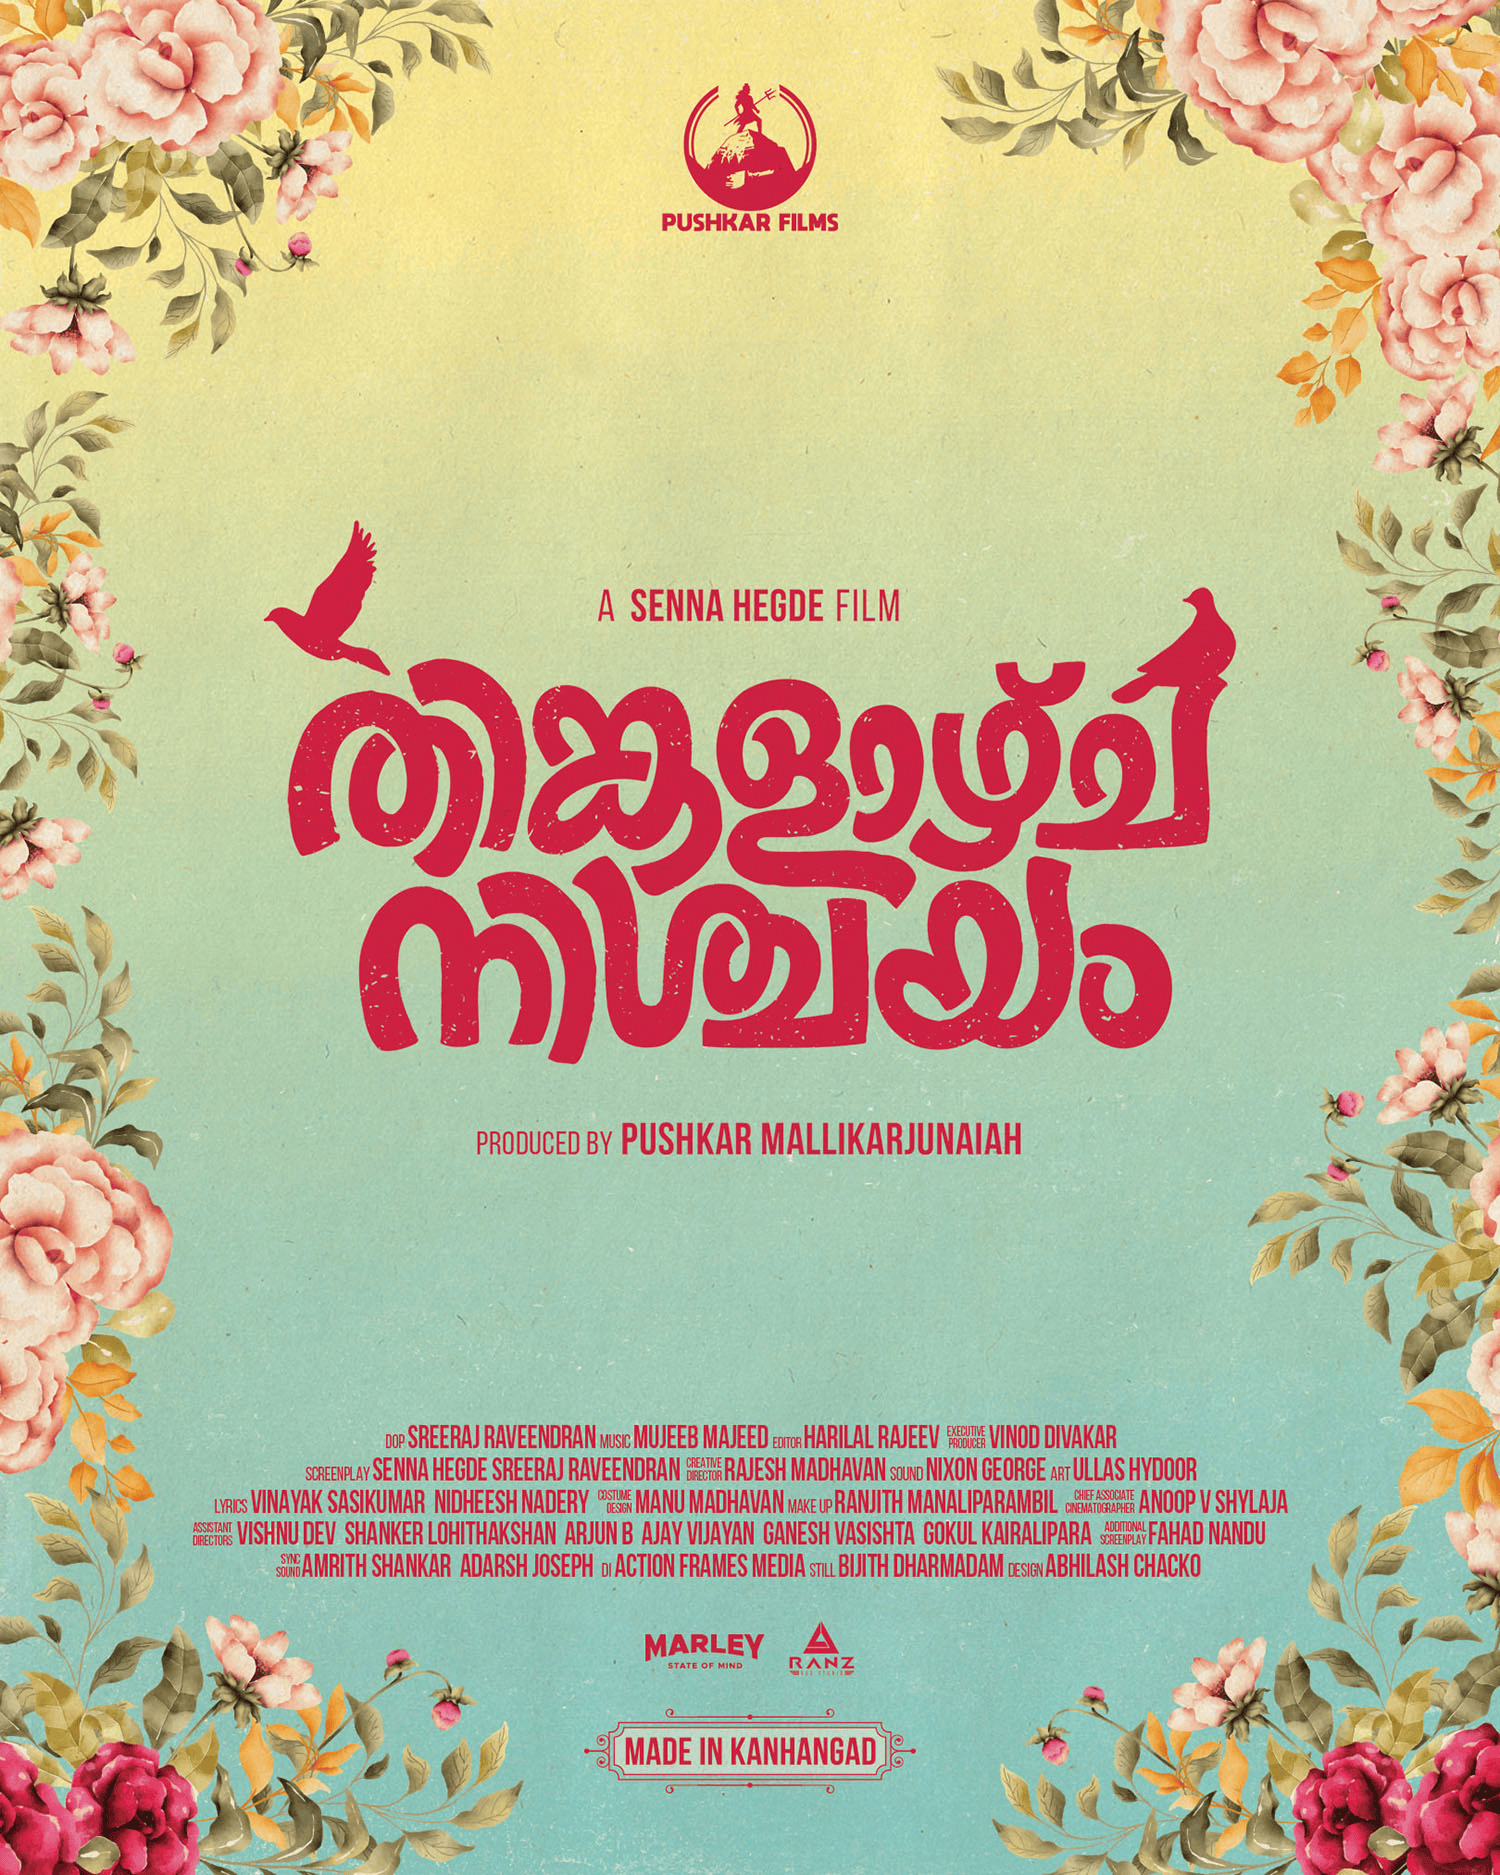 PUSHKAR FILMS
A SENNA HEGDE FILM
തിങ്കളാഴ്ച
നിശ്ചയം
PRODUCED BY PUSHKAR MALLIKARJUNAIAH
DOP SREERAJ RAVEENDRAN MUSIC MUJEEB MAJEED EDITOR HARILAL RAJEEV EXECUTIVE PRODUCER VINOD DIVAKAR
SCREENPLAY SENNA HEGDE SREERAJ RAVEENDRAN CREATIVE DIRECTOR RAJESH MADHAVAN SOUND NIXON GEORGE ART ULLAS HYDOOR
LYRICS VINAYAK SASIKUMAR NIDHEESH NADERY COSTUME DESIGN MANU MADHAVAN MAKE UP RANJITH MANALIPARAMBIL CHIEF ASSOCIATE CINEMATOGRAPHER ANOOP V SHYLAJA
ASSISTANT DIRECTORS VISHNU DEV SHANKER LOHITHAKSHAN ARJUN B AJAY VIJAYAN GANESH VASISHTA GOKUL KAIRALIPARA ADDITIONAL SCREENPLAY FAHAD NANDU
SYNC SOUND AMRITH SHANKAR ADARSH JOSEPH DI ACTION FRAMES MEDIA STILL BIJITH DHARMADAM DESIGN ABHILASH CHACKO
MARLEY
STATE OF MIND
RANZ
MADE IN KANHANGAD